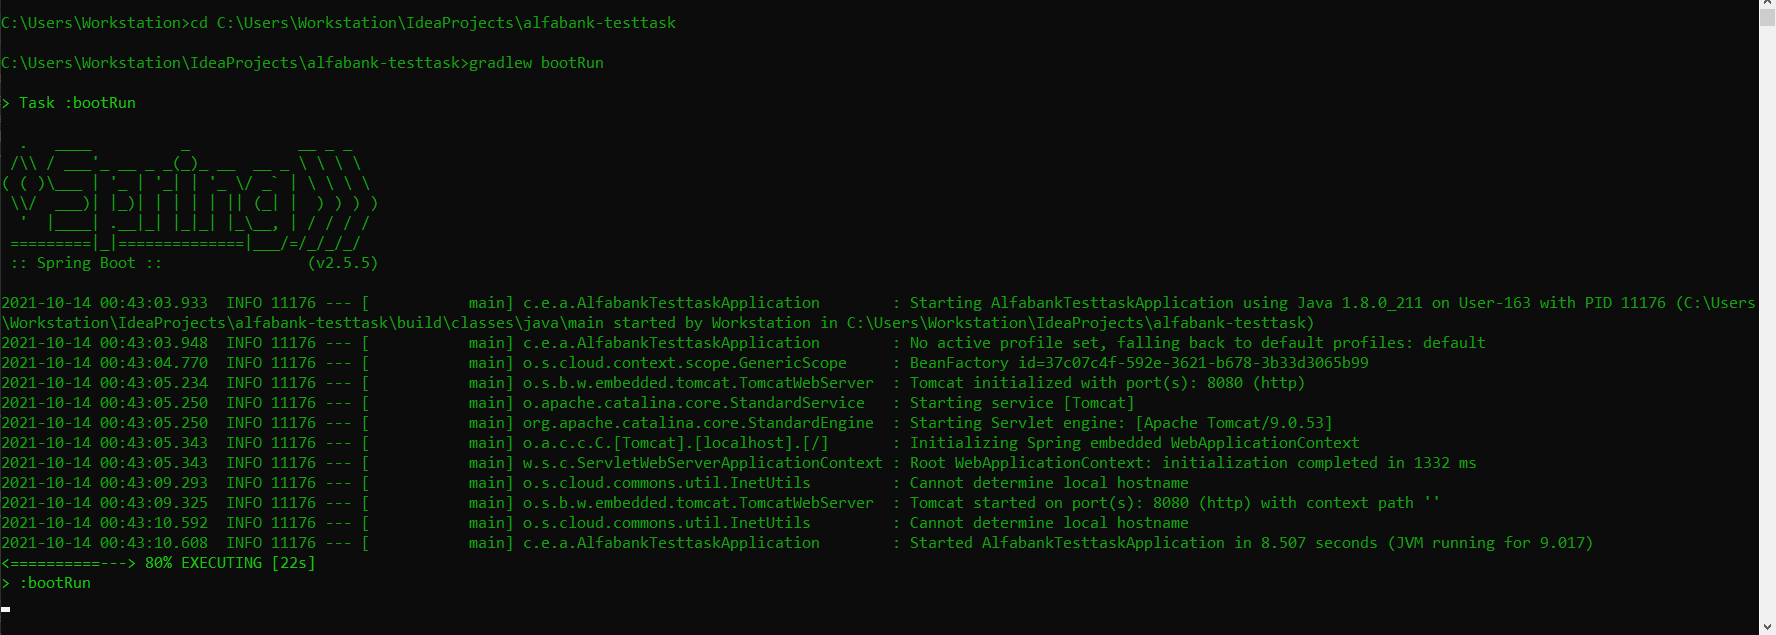 C:\Users\Workstation>cd C:\Users\Workstation\IdeaProjects\alfabank-testtask
C:\Users\Workstation\IdeaProjects\alfabank-testtask>gradlew bootRun
> Task :bootRun
  .   ____          _            __ _ _
 /\\ / ___'_ __ _ _(_)_ __  __ _ \ \ \ \
( ( )\___ | '_ | '_| | '_ \/ _` | \ \ \ \
 \\/  ___)| |_)| | | | | || (_| |  ) ) ) )
  '  |____| .__|_| |_|_| |_\__, | / / / /
 =========|_|==============|___/=/_/_/_/
 :: Spring Boot ::                (v2.5.5)
2021-10-14 00:43:03.933  INFO 11176 --- [           main] c.e.a.AlfabankTesttaskApplication        : Starting AlfabankTesttaskApplication using Java 1.8.0_211 on User-163 with PID 11176 (C:\Users
\Workstation\IdeaProjects\alfabank-testtask\build\classes\java\main started by Workstation in C:\Users\Workstation\IdeaProjects\alfabank-testtask)
2021-10-14 00:43:03.948  INFO 11176 --- [           main] c.e.a.AlfabankTesttaskApplication        : No active profile set, falling back to default profiles: default
2021-10-14 00:43:04.770  INFO 11176 --- [           main] o.s.cloud.context.scope.GenericScope     : BeanFactory id=37c07c4f-592e-3621-b678-3b33d3065b99
2021-10-14 00:43:05.234  INFO 11176 --- [           main] o.s.b.w.embedded.tomcat.TomcatWebServer  : Tomcat initialized with port(s): 8080 (http)
2021-10-14 00:43:05.250  INFO 11176 --- [           main] o.apache.catalina.core.StandardService   : Starting service [Tomcat]
2021-10-14 00:43:05.250  INFO 11176 --- [           main] org.apache.catalina.core.StandardEngine  : Starting Servlet engine: [Apache Tomcat/9.0.53]
2021-10-14 00:43:05.343  INFO 11176 --- [           main] o.a.c.c.C.[Tomcat].[localhost].[/]       : Initializing Spring embedded WebApplicationContext
2021-10-14 00:43:05.343  INFO 11176 --- [           main] w.s.c.ServletWebServerApplicationContext : Root WebApplicationContext: initialization completed in 1332 ms
2021-10-14 00:43:09.293  INFO 11176 --- [           main] o.s.cloud.commons.util.InetUtils         : Cannot determine local hostname
2021-10-14 00:43:09.325  INFO 11176 --- [           main] o.s.b.w.embedded.tomcat.TomcatWebServer  : Tomcat started on port(s): 8080 (http) with context path ''
2021-10-14 00:43:10.592  INFO 11176 --- [           main] o.s.cloud.commons.util.InetUtils         : Cannot determine local hostname
2021-10-14 00:43:10.608  INFO 11176 --- [           main] c.e.a.AlfabankTesttaskApplication        : Started AlfabankTesttaskApplication in 8.507 seconds (JVM running for 9.017)
<==========---> 80% EXECUTING [22s]
> :bootRun